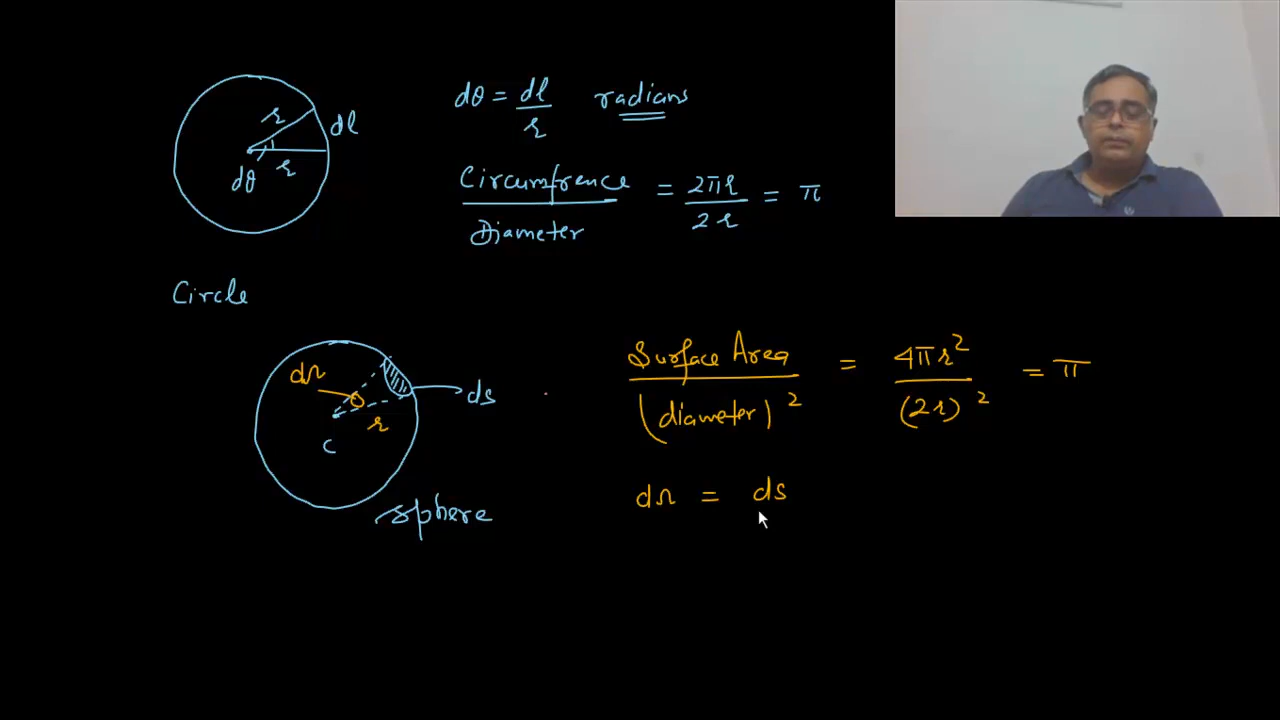 r
dl
r
dθ
dθ = dl/r radians
Circumsfrence/Diameter = 2πr/2r = π
Circle
dΩ
ds
r
C
sphere
Surface Area/(diameter)² = 4πr²/(2r)² = π
dΩ = ds